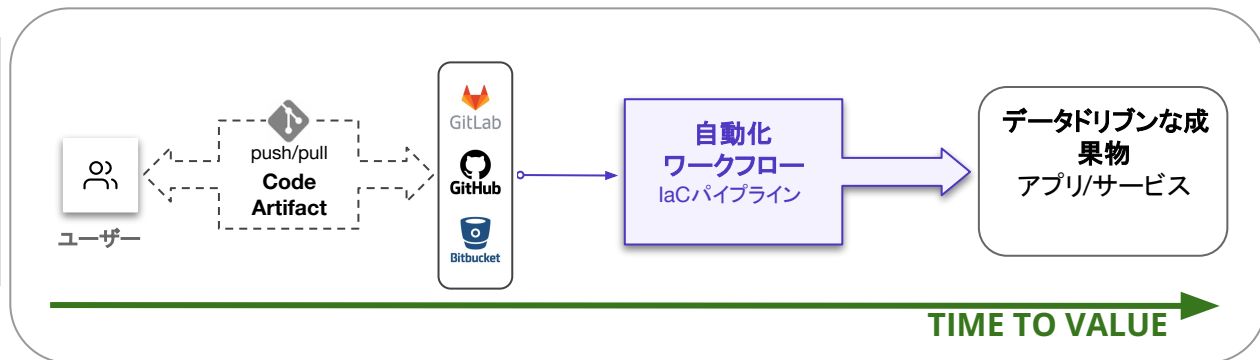 ユーザー
push/pull
Code
Artifact
GitLab
GitHub
Bitbucket
自動化
ワークフロー
IaCパイプライン
データドリブンな成
果物
アプリ/サービス
TIME TO VALUE